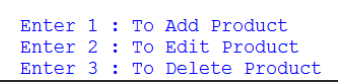 Enter 1 : To Add Product
Enter 2 : To Edit Product
Enter 3 : To Delete Product